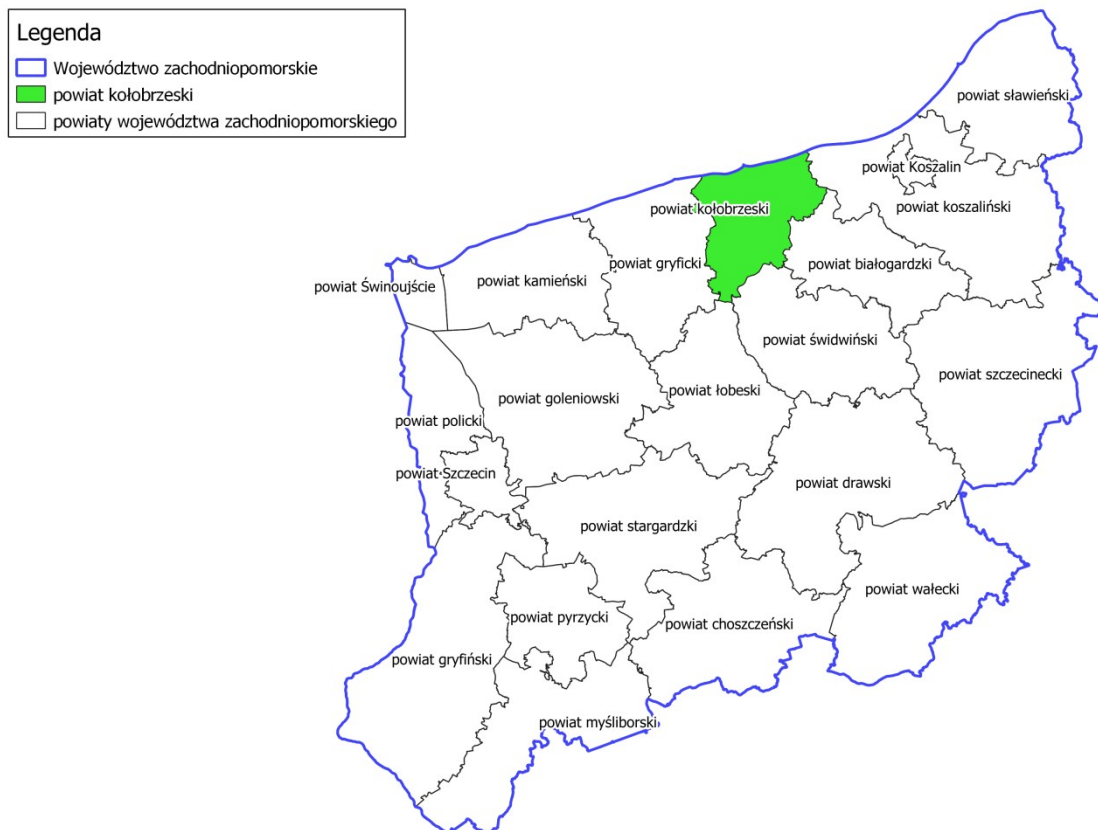 Legenda
Województwo zachodniopomorskie
powiat kołobrzeski
powiaty województwa zachodniopomorskiego
powiat sławieński
powiat Koszalin
powiat koszaliński
powiat kołobrzeski
powiat gryficki
powiat białogardzki
powiat Świnoujście
powiat kamieński
powiat świdwiński
powiat szczecinecki
powiat łobeski
powiat goleniowski
powiat policki
powiat Szczecin
powiat drawski
powiat stargardzki
powiat wałecki
powiat pyrzycki
powiat choszczeński
powiat gryfiński
powiat myśliborski